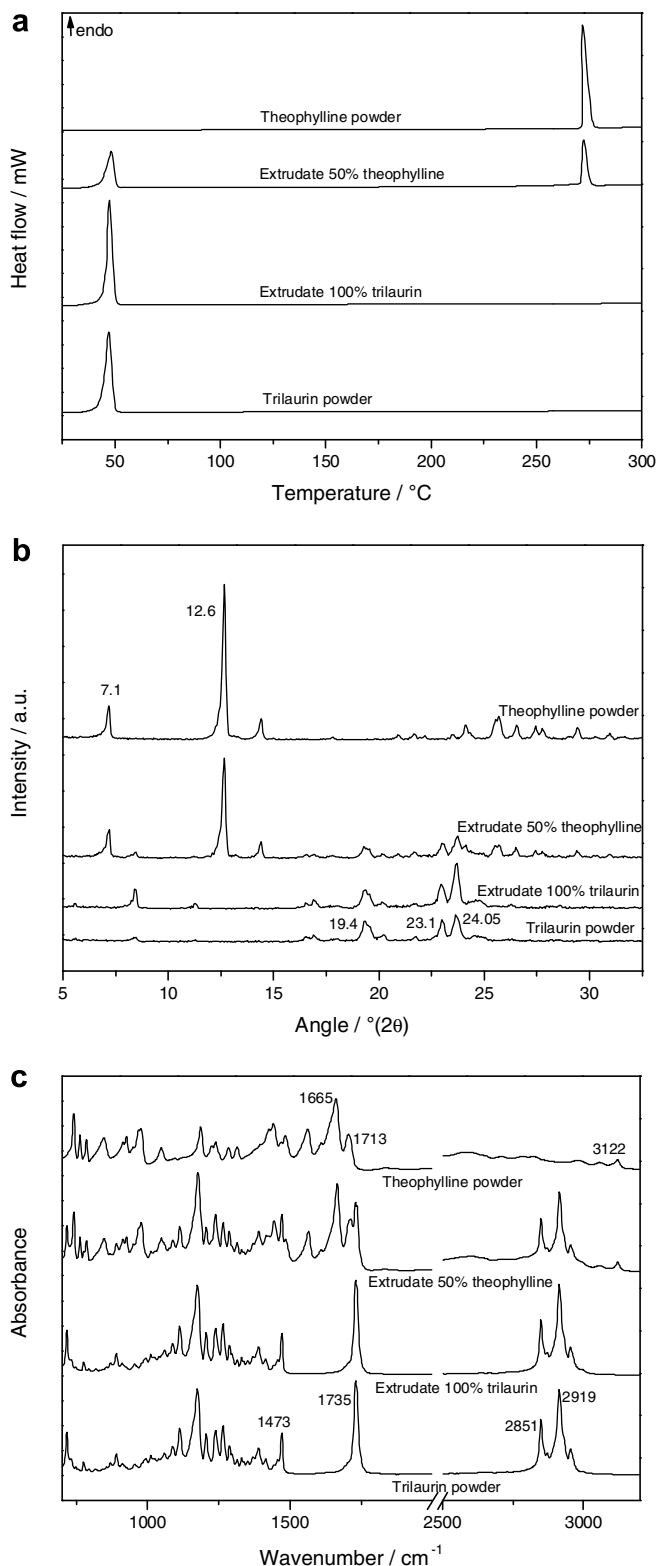 a
endo
Theophylline powder
Extrudate 50% theophylline
Extrudate 100% trilaurin
Trilaurin powder
Heat flow / mW
50 100 150 200 250 300
Temperature / °C
b
12.6
7.1
Theophylline powder
Extrudate 50% theophylline
Extrudate 100% trilaurin
19.4 23.1 24.05
Trilaurin powder
Intensity / a.u.
5 10 15 20 25 30
Angle / °(2θ)
c
1665
1713
3122
Theophylline powder
Extrudate 50% theophylline
Extrudate 100% trilaurin
1473 1735 2851 2919
Trilaurin powder
Absorbance
1000 1500 2500 3000
Wavenumber / cm⁻¹